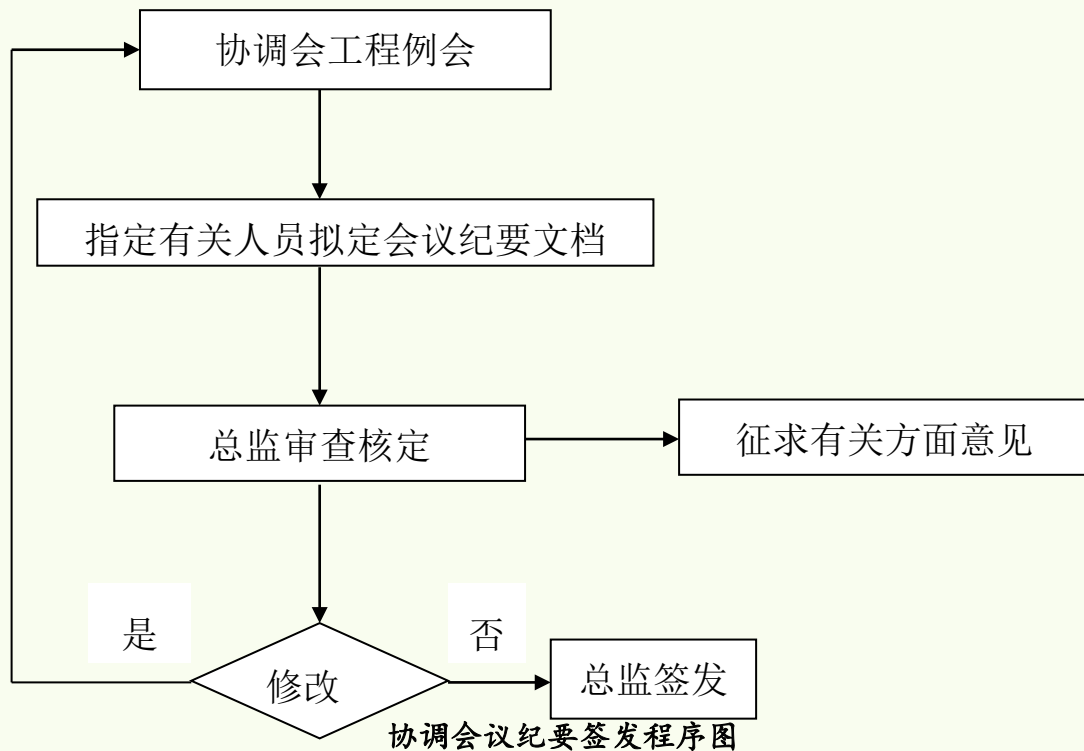 协调会工程例会
指定有关人员拟定会议纪要文档
总监审查核定
征求有关方面意见
是
否
修改
总监签发
协调会议纪要签发程序图